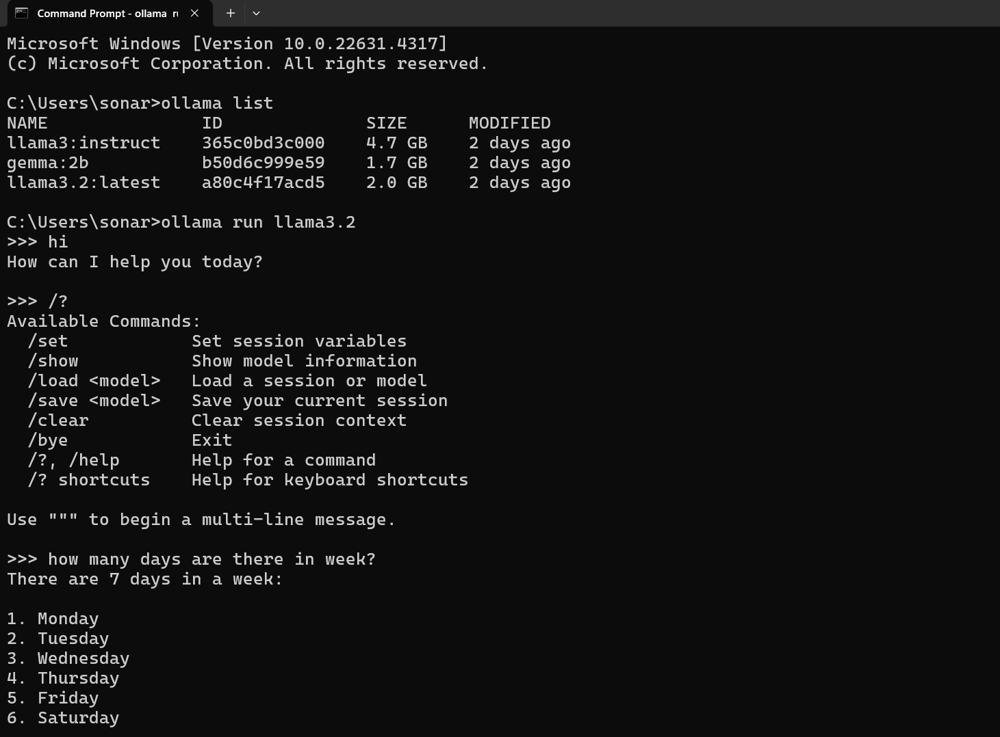 Command Prompt - ollama
Microsoft Windows [Version 10.0.22631.4317]
(c) Microsoft Corporation. All rights reserved.
C:\Users\sonar>ollama list
NAME ID SIZE MODIFIED
llama3:instruct 365c0bd3c000 4.7 GB 2 days ago
gemma:2b b50d6c999e59 1.7 GB 2 days ago
llama3.2:latest a80c4f17acd5 2.0 GB 2 days ago
C:\Users\sonar>ollama run llama3.2
>>> hi
How can I help you today?
>>> /?
Available Commands:
/set Set session variables
/show Show model information
/load <model> Load a session or model
/save <model> Save your current session
/clear Clear session context
/bye Exit
/?, /help Help for a command
/? shortcuts Help for keyboard shortcuts
Use """ to begin a multi-line message.
>>> how many days are there in week?
There are 7 days in a week:
1. Monday
2. Tuesday
3. Wednesday
4. Thursday
5. Friday
6. Saturday